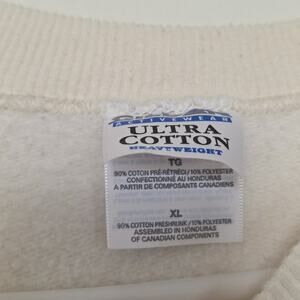 ACTIVEWEAR
ULTRA
COTTON
HEAVYWEIGHT
TG
90% COTON PRÉ-RÉTRÉCI / 10% POLYESTER
CONFECTIONNÉ AU HONDURAS
A PARTIR DE COMPOSANTS CANADIENS
XL
90% COTTON PRESHRUNK / 10% POLYESTER
ASSEMBLED IN HONDURAS
OF CANADIAN COMPONENTS